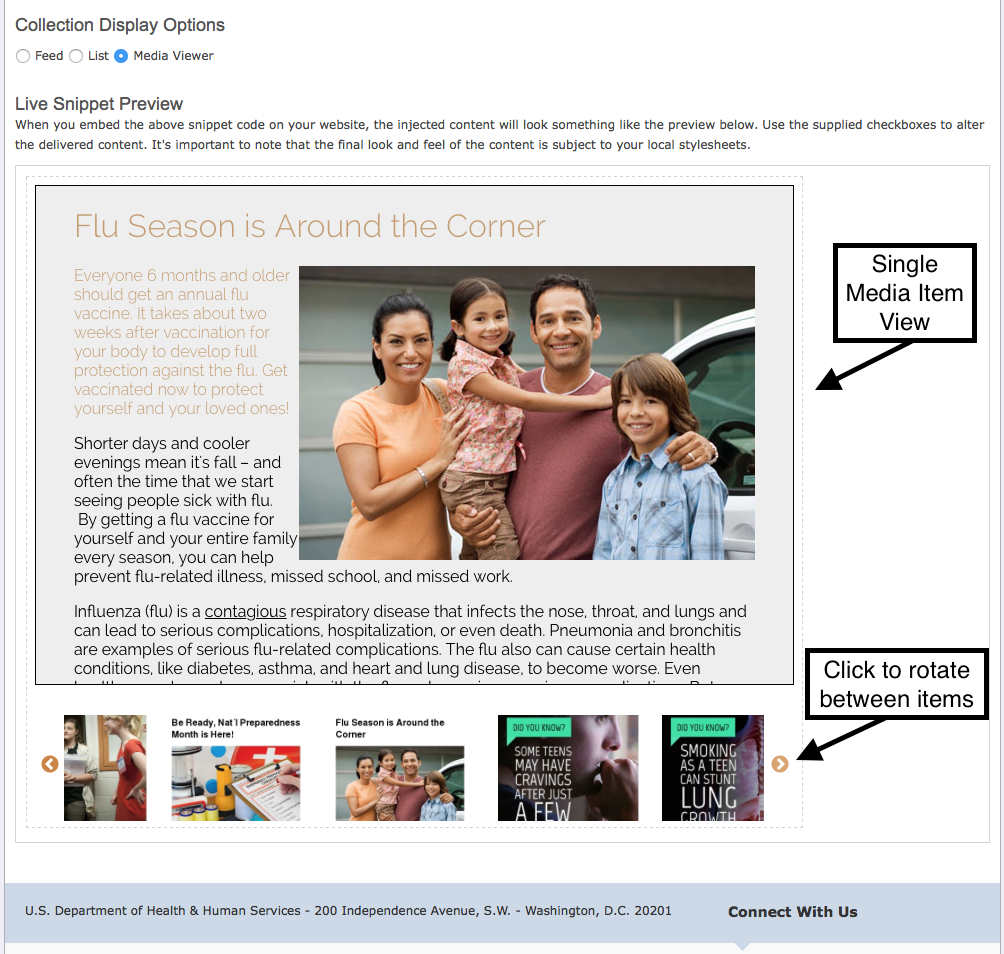 Collection Display Options
Feed List Media Viewer
Live Snippet Preview
When you embed the above snippet code on your website, the injected content will look something like the preview below. Use the supplied checkboxes to alter
the delivered content. It's important to note that the final look and feel of the content is subject to your local stylesheets.
Flu Season is Around the Corner
Everyone 6 months and older
should get an annual flu
vaccine. It takes about two
weeks after vaccination for
your body to develop full
protection against the flu. Get
vaccinated now to protect
yourself and your loved ones!
Shorter days and cooler
evenings mean it's fall – and
often the time that we start
seeing people sick with flu.
By getting a flu vaccine for
yourself and your entire family
every season, you can help
prevent flu-related illness, missed school, and missed work.
Influenza (flu) is a contagious respiratory disease that infects the nose, throat, and lungs and
can lead to serious complications, hospitalization, or even death. Pneumonia and bronchitis
are examples of serious flu-related complications. The flu also can cause certain health
conditions, like diabetes, asthma, and heart and lung disease, to become worse. Even
Single
Media Item
View
Click to rotate
between items
Be Ready, Nat'l Preparedness
Month is Here!
Flu Season is Around the
Corner
DID YOU KNOW?
SOME TEENS
MAY HAVE
CRAVINGS
AFTER JUST
A FEW
DID YOU KNOW?
SMOKING
AS A TEEN
CAN STUNT
LUNG
GROWTH
U.S. Department of Health & Human Services - 200 Independence Avenue, S.W. - Washington, D.C. 20201
Connect With Us